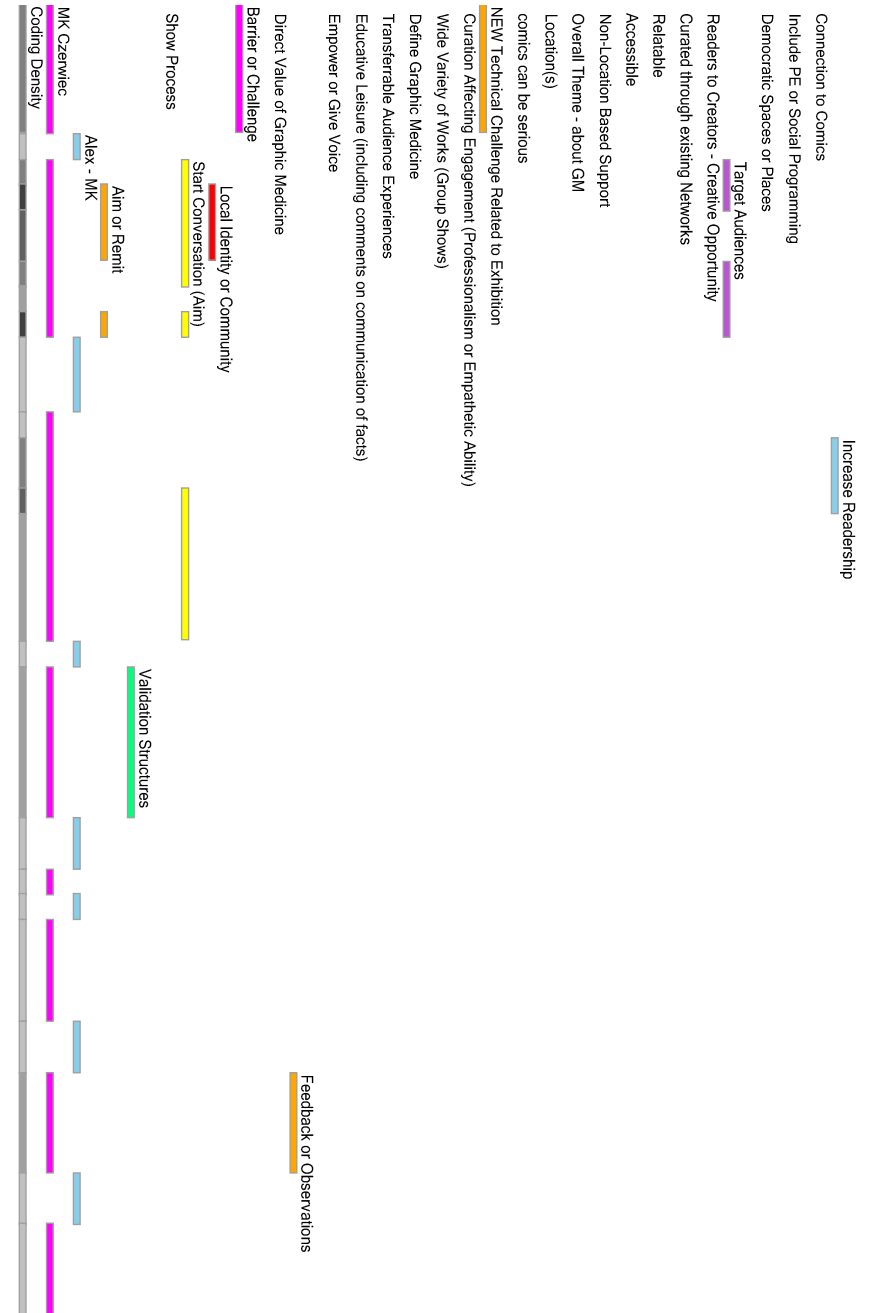 Increase Readership
Connection to Comics
Include PE or Social Programming
Democratic Spaces or Places
Target Audiences
Readers to Creators - Creative Opportunity
Curated through existing Networks
Relatable
Accessible
Non-Location Based Support
Overall Theme - about GM
Location(s)
comics can be serious
NEW Technical Challenge Related to Exhibition
Curation Affecting Engagement (Professionalism or Empathetic Ability)
Wide Variety of Works (Group Shows)
Define Graphic Medicine
Transferrable Audience Experiences
Educative Leisure (including comments on communication of facts)
Empower or Give Voice
Feedback or Observations
Direct Value of Graphic Medicine
Barrier or Challenge
Local Identity or Community
Start Conversation (Aim)
Show Process
Validation Structures
Aim or Remit
Alex - MK
MK Czerwiec
Coding Density